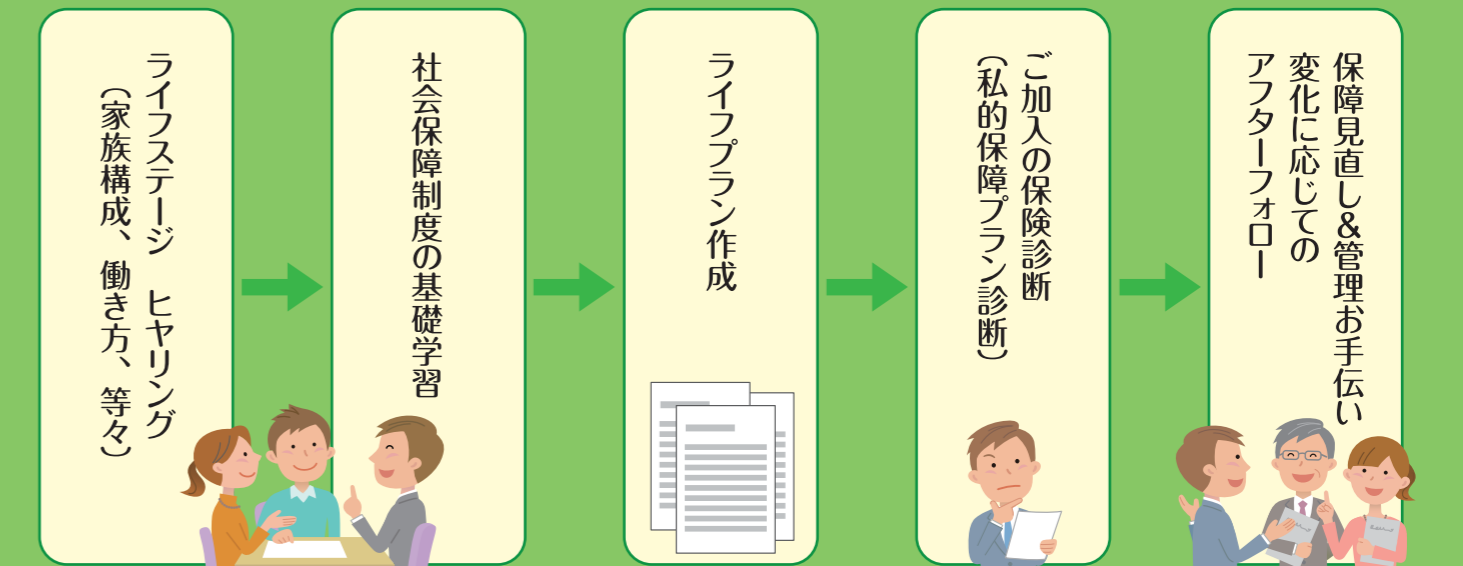 ライフステージ　ヒヤリング
（家族構成、働き方、等々）
社会保障制度の基礎学習
ライフプラン作成
ご加入の保険診断
（私的保障プラン診断）
保障見直し&管理お手伝い
変化に応じての
アフターフォロー